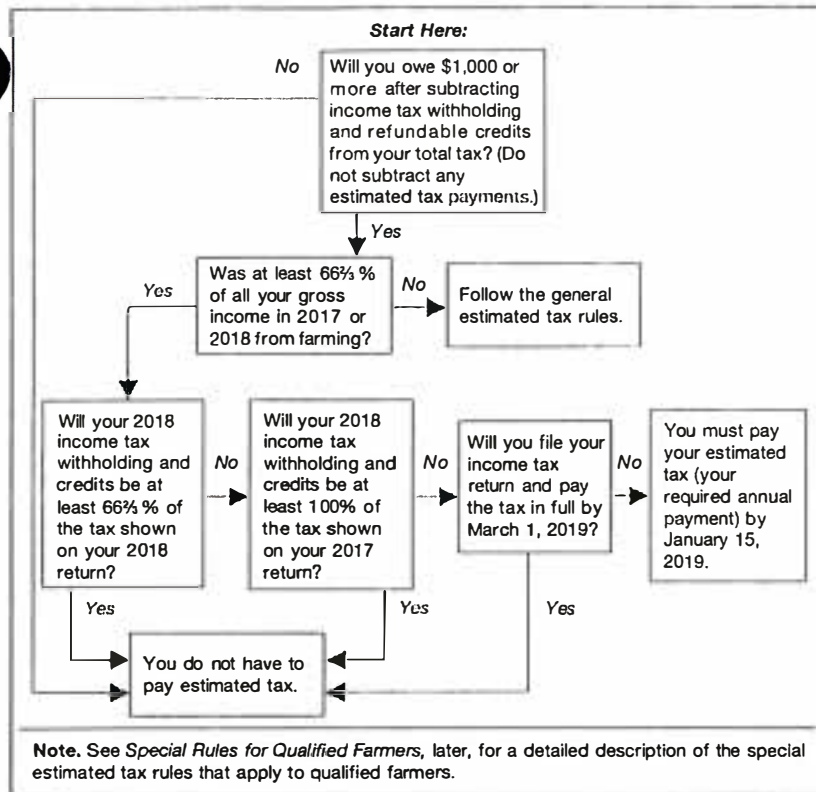 Start Here:
No
Will you owe $1,000 or
more after subtracting
income tax withholding
and refundable credits
from your total tax? (Do
not subtract any
estimated tax payments.)
Yes
Was at least 66⅔%
of all your gross
income in 2017 or
2018 from farming?
Yes
No
Follow the general
estimated tax rules.
Will your 2018
income tax
withholding and
credits be at
least 66⅔% of
the tax shown
on your 2018
return?
No
Will your 2018
income tax
withholding and
credits be at
least 100% of
the tax shown
on your 2017
return?
No
Will you file your
income tax
return and pay
the tax in full by
March 1, 2019?
No
You must pay
your estimated
tax (your
required annual
payment) by
January 15,
2019.
Yes
Yes
Yes
You do not have to
pay estimated tax.
Note. See Special Rules for Qualified Farmers, later, for a detailed description of the special
estimated tax rules that apply to qualified farmers.